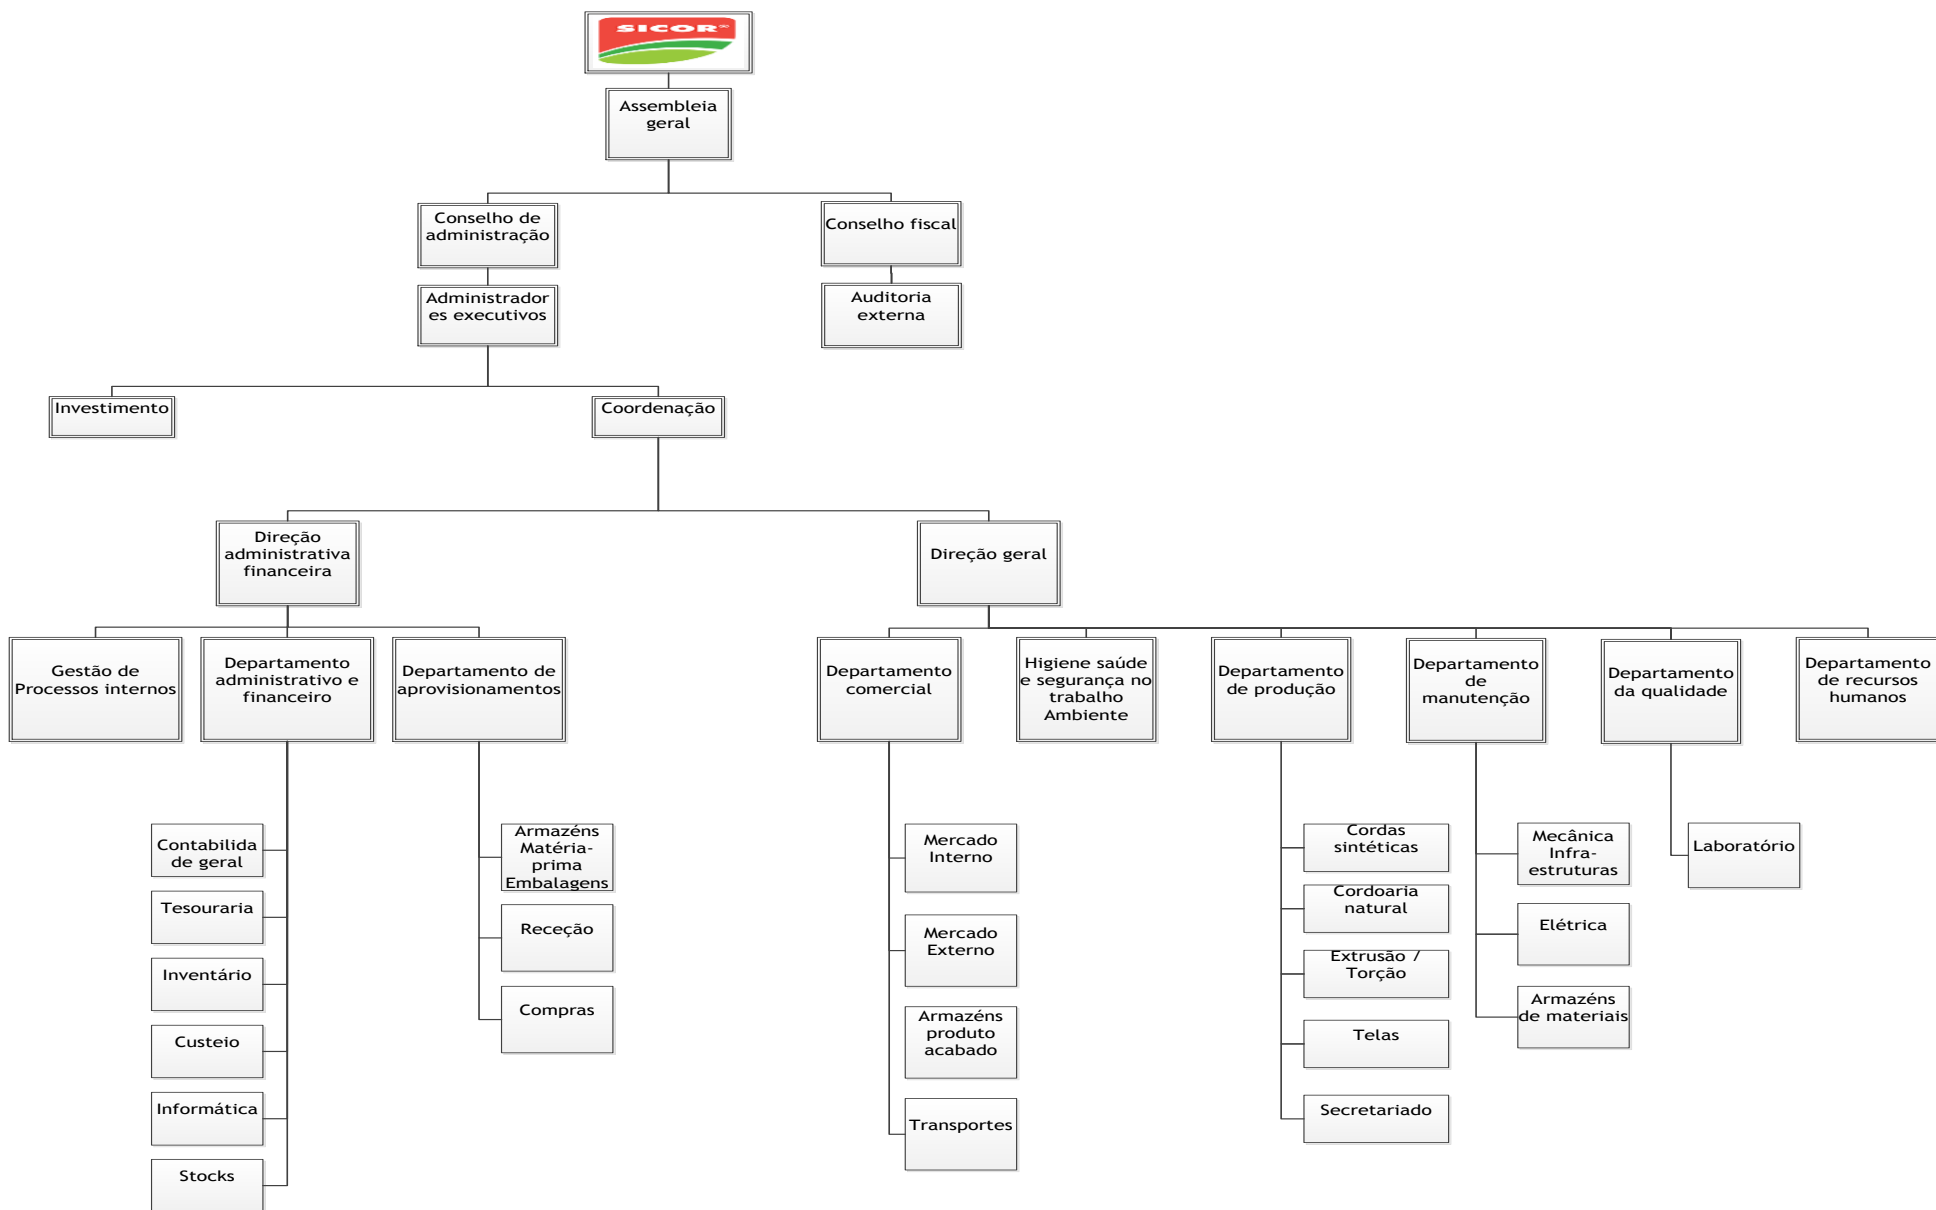 SICOR®
Assembleia
geral
Conselho de
administração
Conselho fiscal
Administrador
es executivos
Auditoria
externa
Investimento
Coordenação
Direção
administrativa
financeira
Direção geral
Gestão de
Processos internos
Departamento
administrativo e
financeiro
Departamento de
aprovisionamentos
Departamento
comercial
Higiene saúde
e segurança no
trabalho
Ambiente
Departamento
de produção
Departamento
de
manutenção
Departamento
da qualidade
Departamento
de recursos
humanos
Contabilida
de geral
Tesouraria
Inventário
Custeio
Informática
Stocks
Armazéns
Matéria-
prima
Embalagens
Receção
Compras
Mercado
Interno
Mercado
Externo
Armazéns
produto
acabado
Transportes
Cordas
sintéticas
Cordoaria
natural
Extrusão /
Torção
Telas
Secretariado
Mecânica
Infra-
estruturas
Elétrica
Armazéns
de materiais
Laboratório